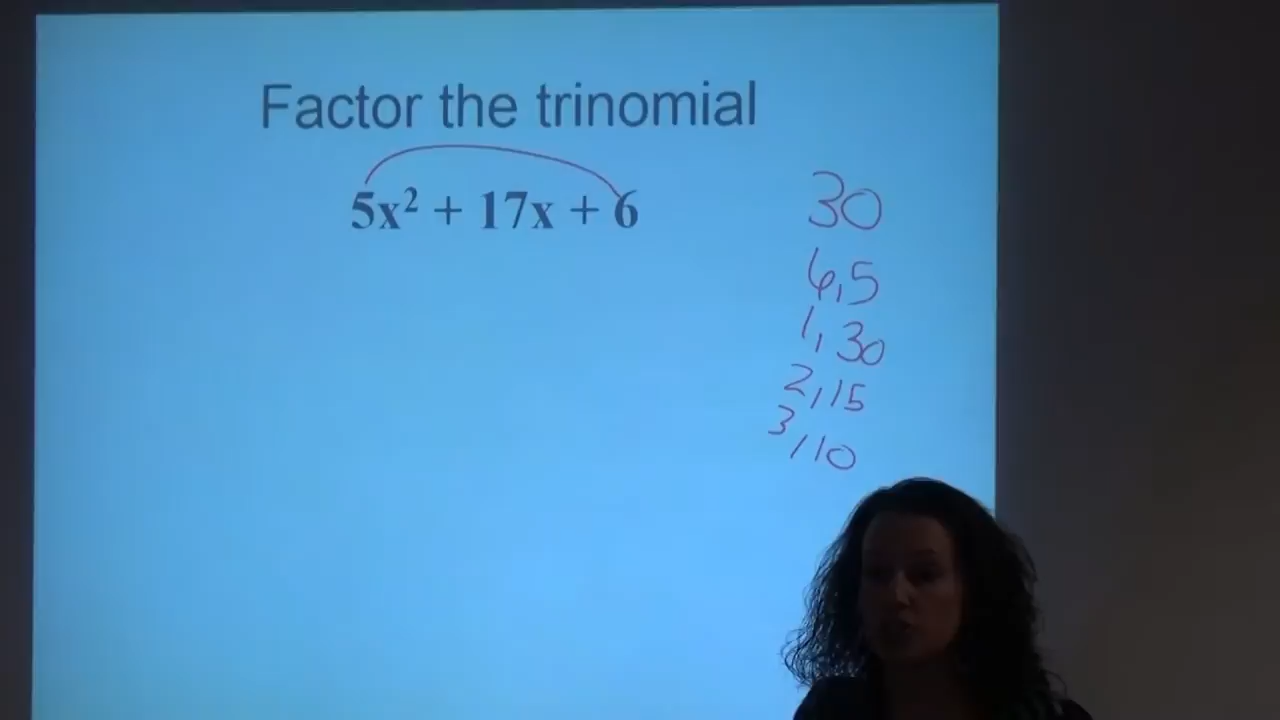 Factor the trinomial
5x² + 17x + 6
30
6,5
1,30
2,15
3,10